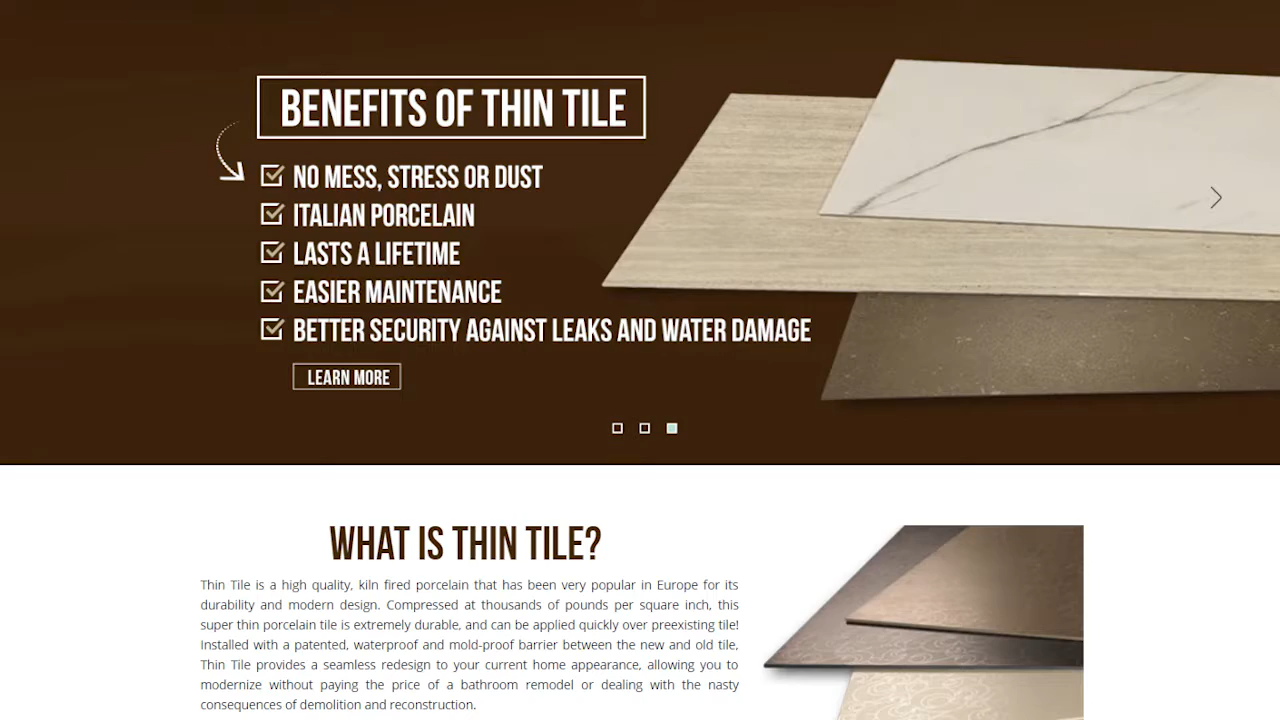 BENEFITS OF THIN TILE
NO MESS, STRESS OR DUST
ITALIAN PORCELAIN
LASTS A LIFETIME
EASIER MAINTENANCE
BETTER SECURITY AGAINST LEAKS AND WATER DAMAGE
LEARN MORE
WHAT IS THIN TILE?
Thin Tile is a high quality, kiln fired porcelain that has been very popular in Europe for its
durability and modern design. Compressed at thousands of pounds per square inch, this
super thin porcelain tile is extremely durable, and can be applied quickly over preexisting tile!
Installed with a patented, waterproof and mold-proof barrier between the new and old tile,
Thin Tile provides a seamless redesign to your current home appearance, allowing you to
modernize without paying the price of a bathroom remodel or dealing with the nasty
consequences of demolition and reconstruction.